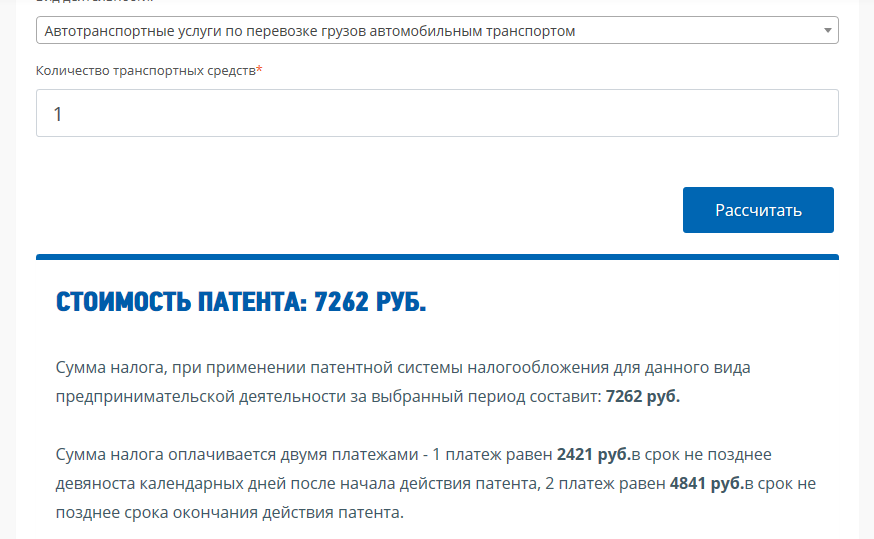 Автотранспортные услуги по перевозке грузов автомобильным транспортом
Количество транспортных средств*
1
Рассчитать
СТОИМОСТЬ ПАТЕНТА: 7262 РУБ.
Сумма налога, при применении патентной системы налогообложения для данного вида
предпринимательской деятельности за выбранный период составит: 7262 руб.
Сумма налога оплачивается двумя платежами - 1 платеж равен 2421 руб.в срок не позднее
девяноста календарных дней после начала действия патента, 2 платеж равен 4841 руб.в срок не
позднее срока окончания действия патента.